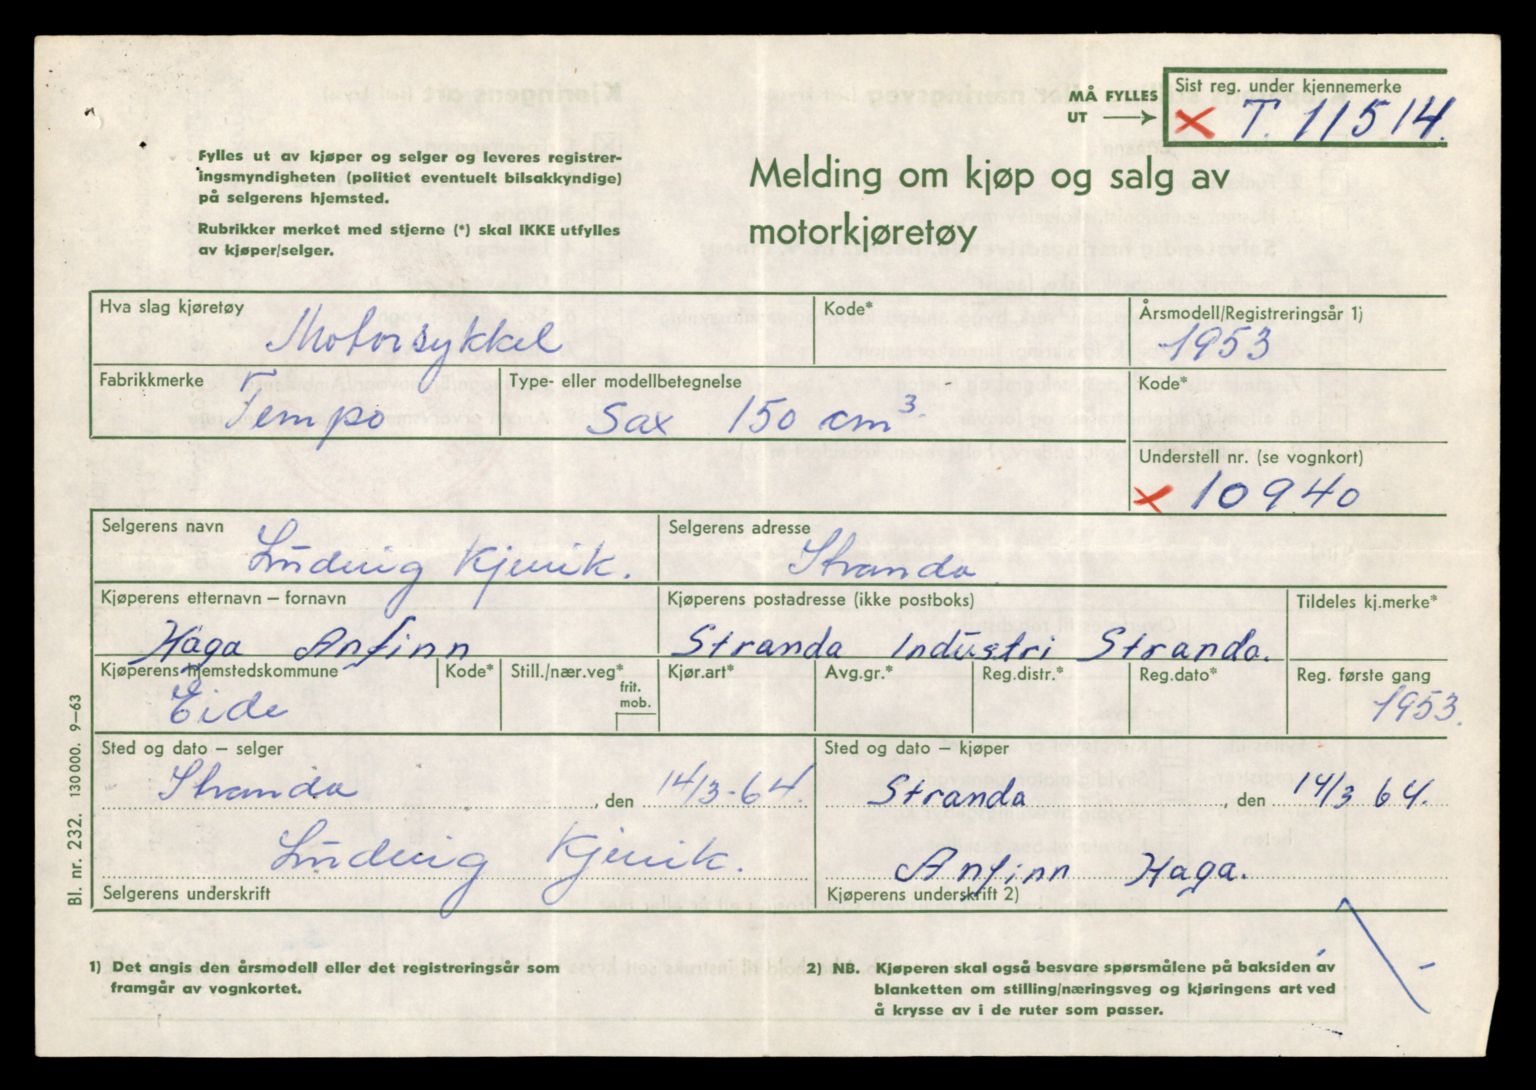 MÅ FYLLES UT
Sist reg. under kjennemerke
x T. 11514.
Fylles ut av kjøper og selger og leveres registrer-
ingsmyndigheten (politiet eventuelt bilsakkyndige)
på selgerens hjemsted.
Rubrikker merket med stjerne (*) skal IKKE utfylles
av kjøper/selger.
Melding om kjøp og salg av
motorkjøretøy
Hva slag kjøretøy
Motorsykkel
Kode*
Årsmodell/Registreringsår 1)
1953
Fabrikkmerke
Tempo
Type- eller modellbetegnelse
Sax 150 cm³.
Kode*
Understell nr. (se vognkort)
x 10940
Selgerens navn
Ludvig Kjervik.
Selgerens adresse
Stranda
Kjøperens etternavn – fornavn
Haga Anfinn
Kjøperens postadresse (ikke postboks)
Stranda Industri Stranda.
Tildeles kj.merke*
Kjøperens hjemstedskommune
Eide
Kode*
Still./nær.veg*
frit.
mob.
Kjør.art*
Avg.gr.*
Reg.distr.*
Reg.dato*
Reg. første gang
1953.
Sted og dato – selger
Stranda , den 14/3-64.
Sted og dato – kjøper
Stranda , den 14/3 64.
Ludvig Kjervik.
Selgerens underskrift
Anfinn Haga.
Kjøperens underskrift 2)
Bl. nr. 232. 130 000. 9–63
1) Det angis den årsmodell eller det registreringsår som
framgår av vognkortet.
2) NB. Kjøperen skal også besvare spørsmålene på baksiden av
blanketten om stilling/næringsveg og kjøringens art ved
å krysse av i de ruter som passer.